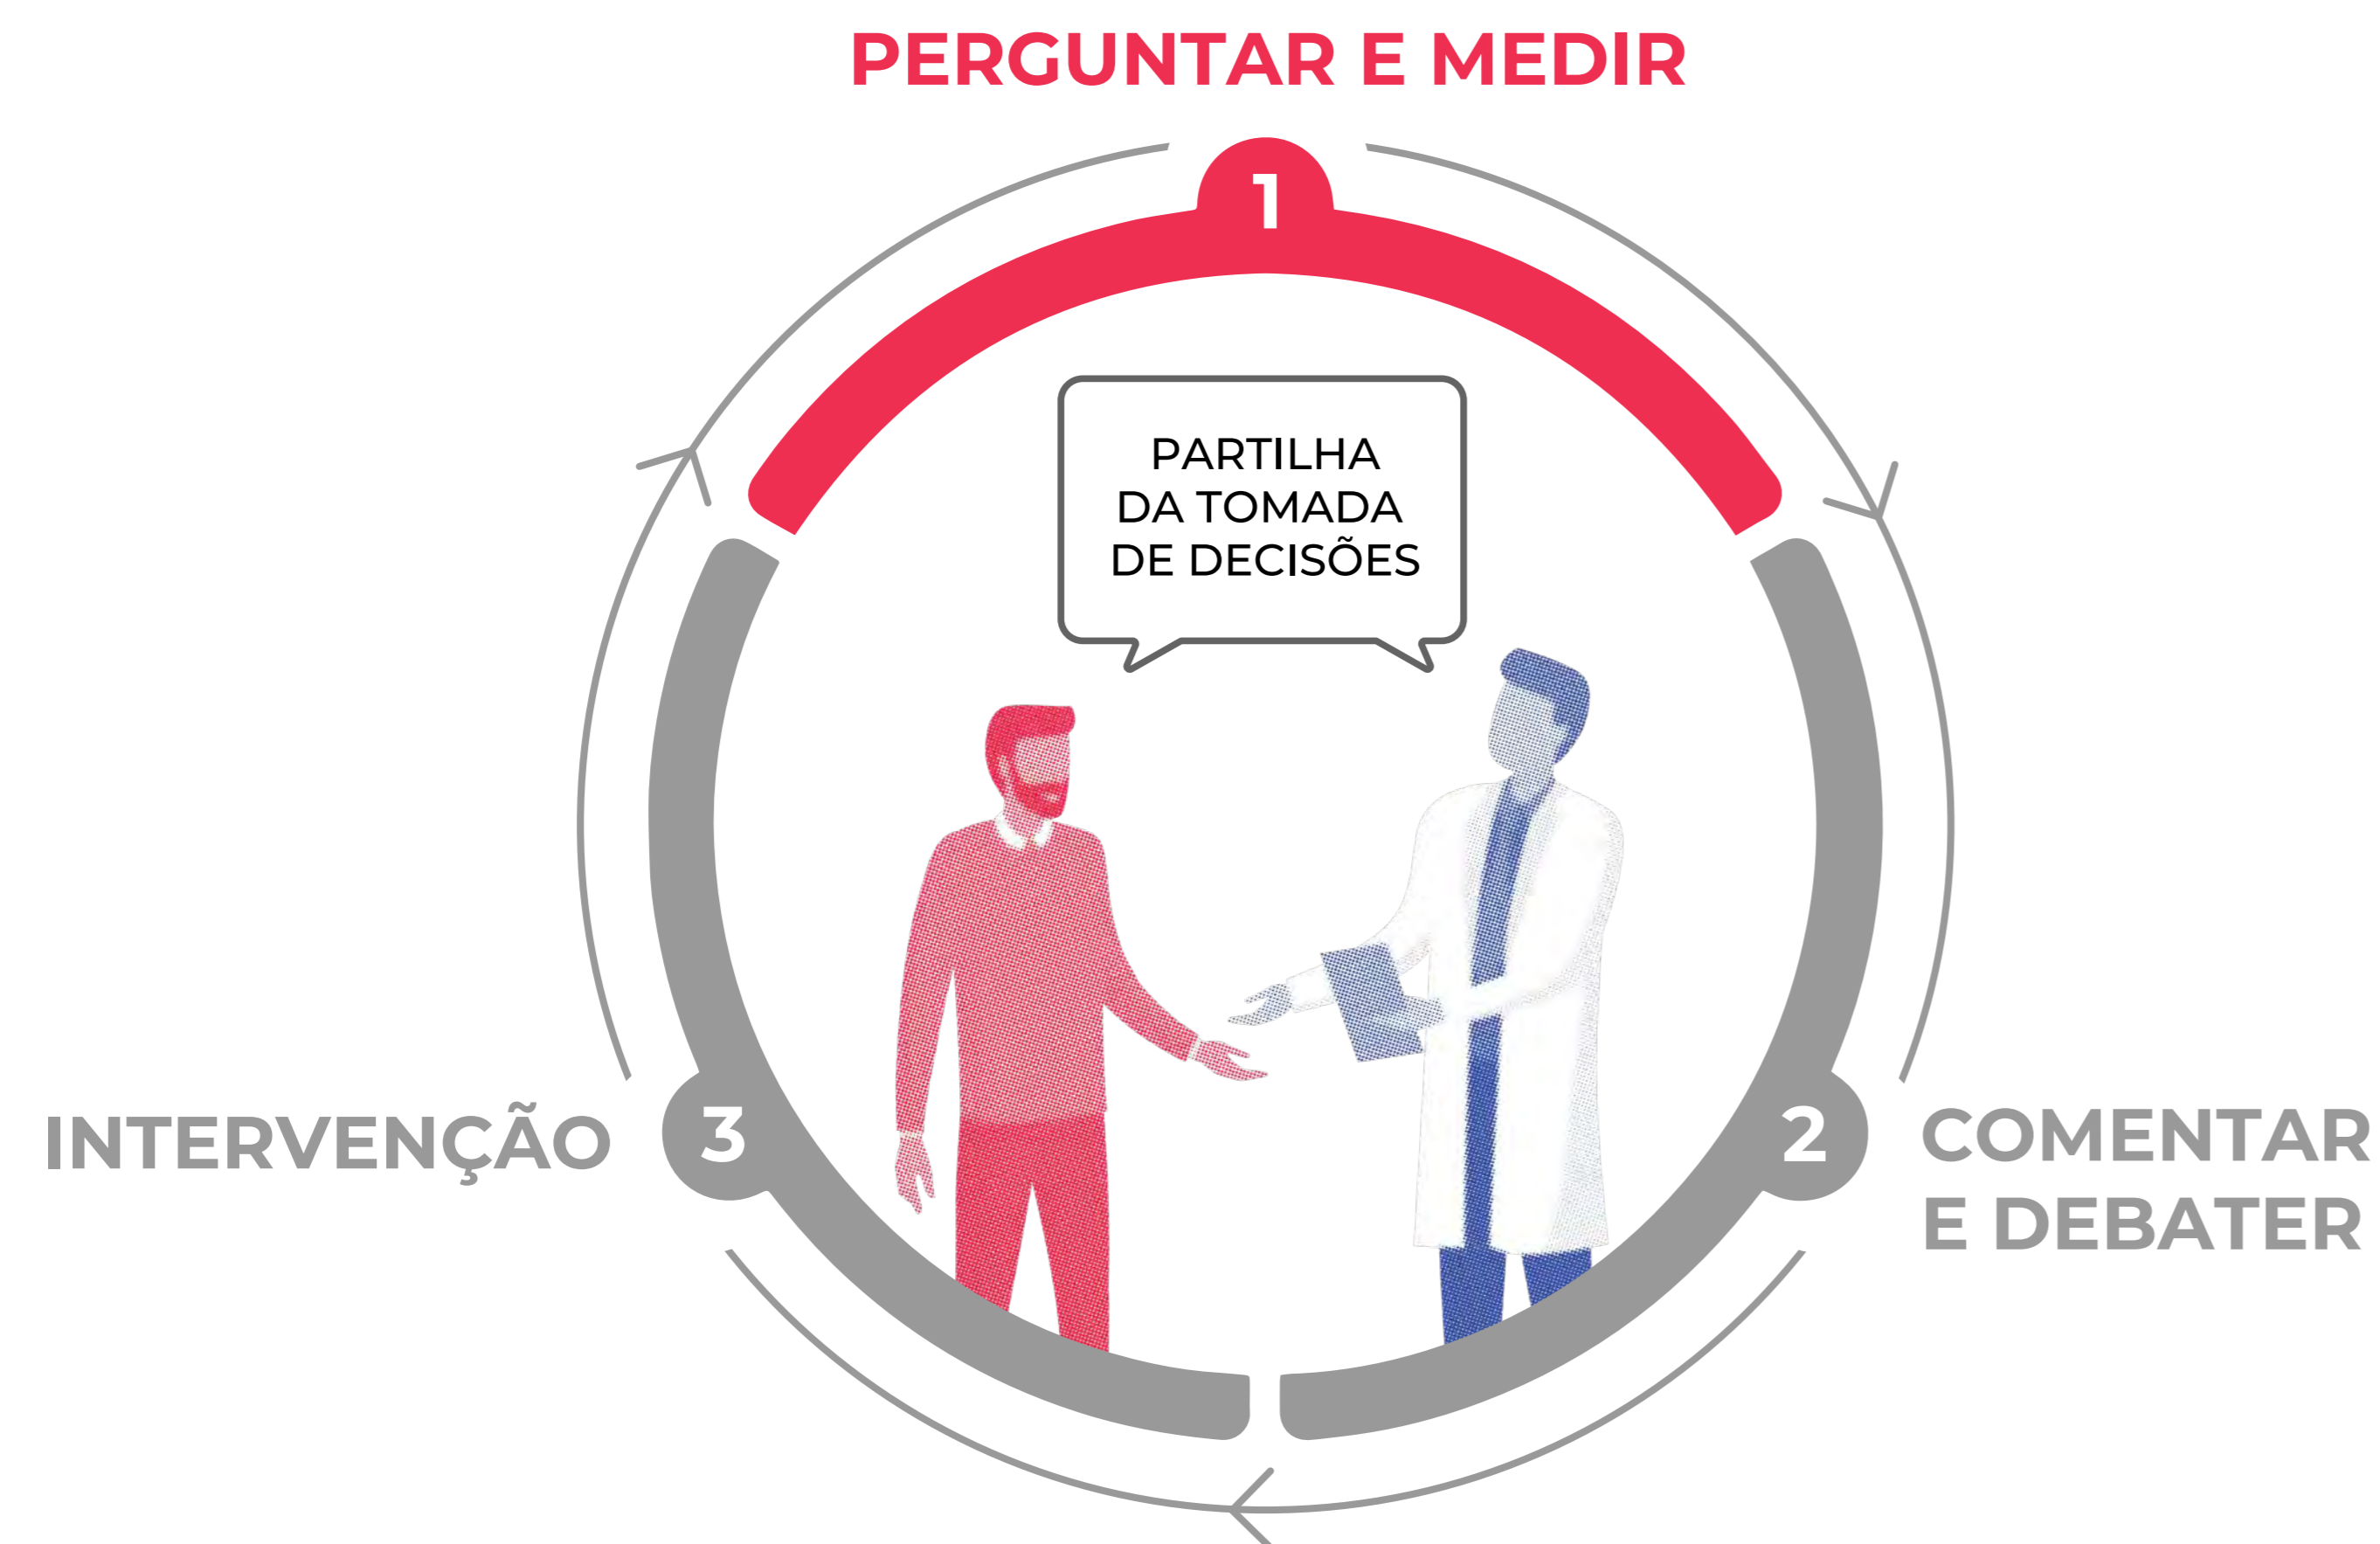 PERGUNTAR E MEDIR
1
PARTILHA
DA TOMADA
DE DECISÕES
2
COMENTAR
E DEBATER
3
INTERVENÇÃO